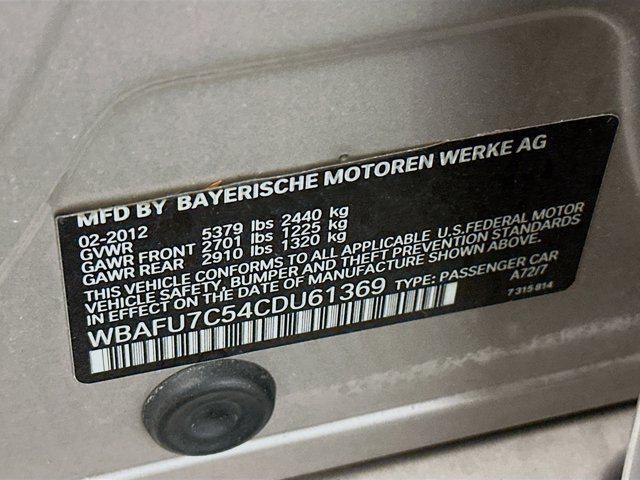 MFD BY BAYERISCHE MOTOREN WERKE AG
02-2012
GVWR 5379 lbs 2440 kg
GAWR FRONT 2701 lbs 1225 kg
GAWR REAR 2910 lbs 1320 kg
THIS VEHICLE CONFORMS TO ALL APPLICABLE U.S.FEDERAL MOTOR
VEHICLE SAFETY, BUMPER AND THEFT PREVENTION STANDARDS
IN EFFECT ON THE DATE OF MANUFACTURE SHOWN ABOVE.
WBAFU7C54CDU61369 TYPE: PASSENGER CAR
A72/7
7 315 814